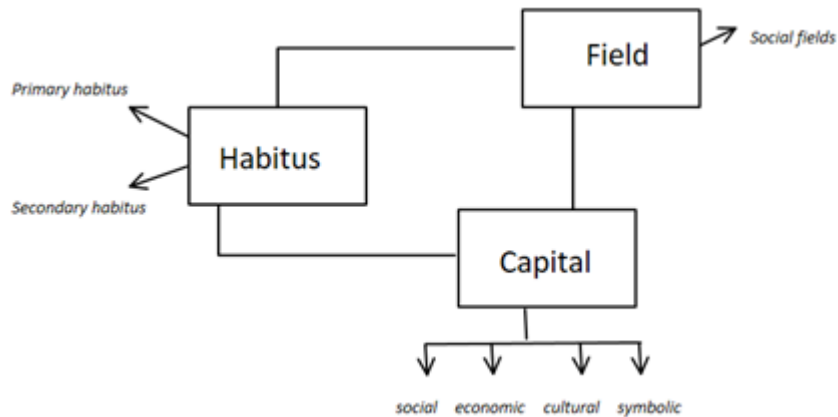 Field
Social fields
Primary habitus
Habitus
Secondary habitus
Capital
social economic cultural symbolic